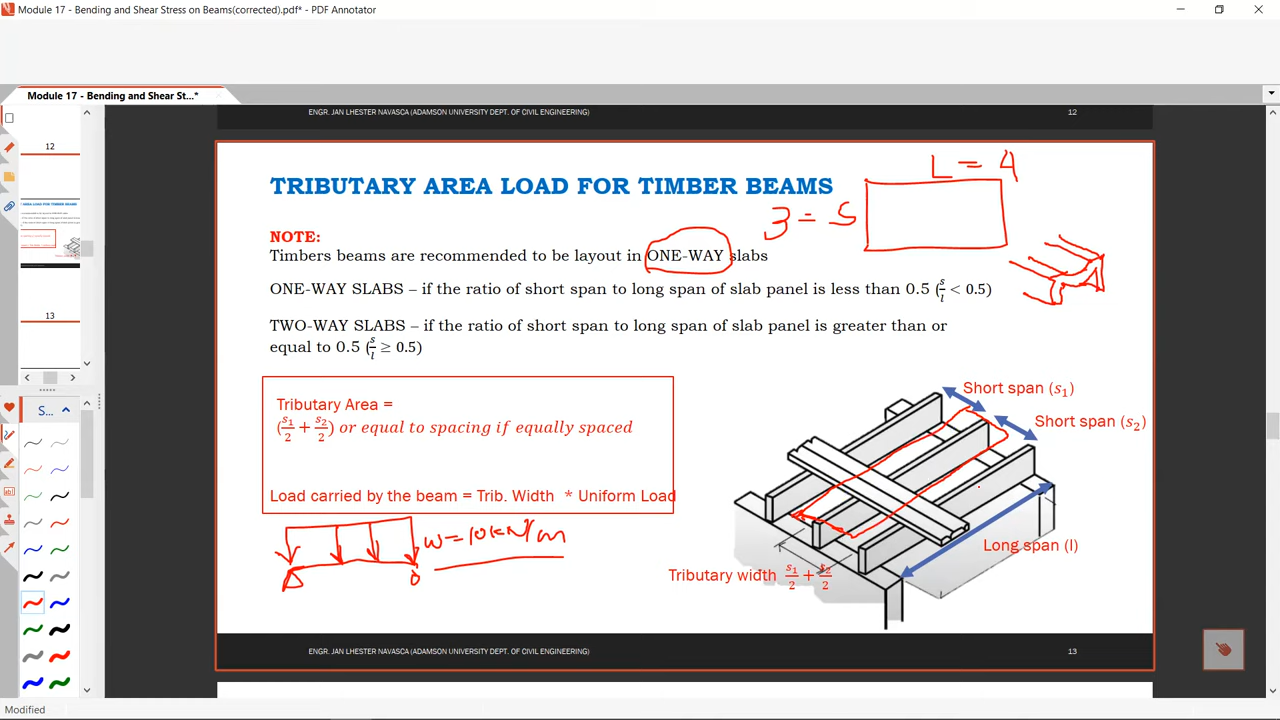 Module 17 - Bending and Shear Stress on Beams(corrected).pdf* - PDF Annotator
Module 17 - Bending and Shear St...*
ENGR. JAN LHESTER NAVASCA (ADAMSON UNIVERSITY DEPT. OF CIVIL ENGINEERING)
12
12
13
S...
TRIBUTARY AREA LOAD FOR TIMBER BEAMS
L = 4
3 = S
NOTE:
Timbers beams are recommended to be layout in ONE-WAY slabs
ONE-WAY SLABS – if the ratio of short span to long span of slab panel is less than 0.5 (s/l < 0.5)
TWO-WAY SLABS – if the ratio of short span to long span of slab panel is greater than or
equal to 0.5 (s/l ≥ 0.5)
Tributary Area =
(s₁/2 + s₂/2) or equal to spacing if equally spaced
Load carried by the beam = Trib. Width * Uniform Load
w = 10kN/m
Short span (s₁)
Short span (s₂)
Long span (l)
Tributary width s₁/2 + s₂/2
ENGR. JAN LHESTER NAVASCA (ADAMSON UNIVERSITY DEPT. OF CIVIL ENGINEERING)
13
Modified